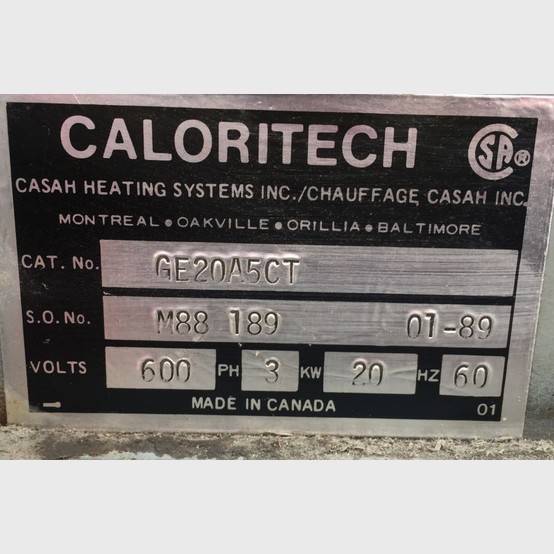 CALORITECH SA®
CASAH HEATING SYSTEMS INC./CHAUFFAGE CASAH INC.
MONTREAL • OAKVILLE • ORILLIA • BALTIMORE
CAT. No. GE20A5CT
S.O. No. M88 189 01-89
VOLTS 600 PH 3 KW 20 HZ 60
MADE IN CANADA 01